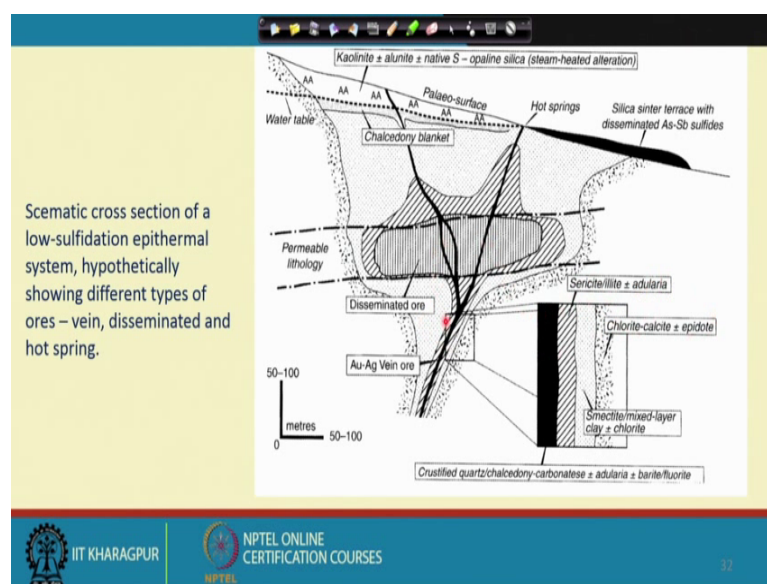 Kaolinite ± alunite ± native S – opaline silica (steam-heated alteration)
AA
AA
AA
AA
AA
AA
Palaeo-surface
Hot springs
Silica sinter terrace with
disseminated As-Sb sulfides
Water table
Chalcedony blanket
Scematic cross section of a
low-sulfidation epithermal
system, hypothetically
showing different types of
ores – vein, disseminated and
hot spring.
Permeable
lithology
Disseminated ore
Sericite/illite ± adularia
Chlorite-calcite ± epidote
Au-Ag Vein ore
50–100
metres
0
50–100
Smectite/mixed-layer
clay ± chlorite
Crustified quartz/chalcedony-carbonatese ± adularia ± barite/fluorite
IIT KHARAGPUR
NPTEL ONLINE
CERTIFICATION COURSES
NPTEL
32